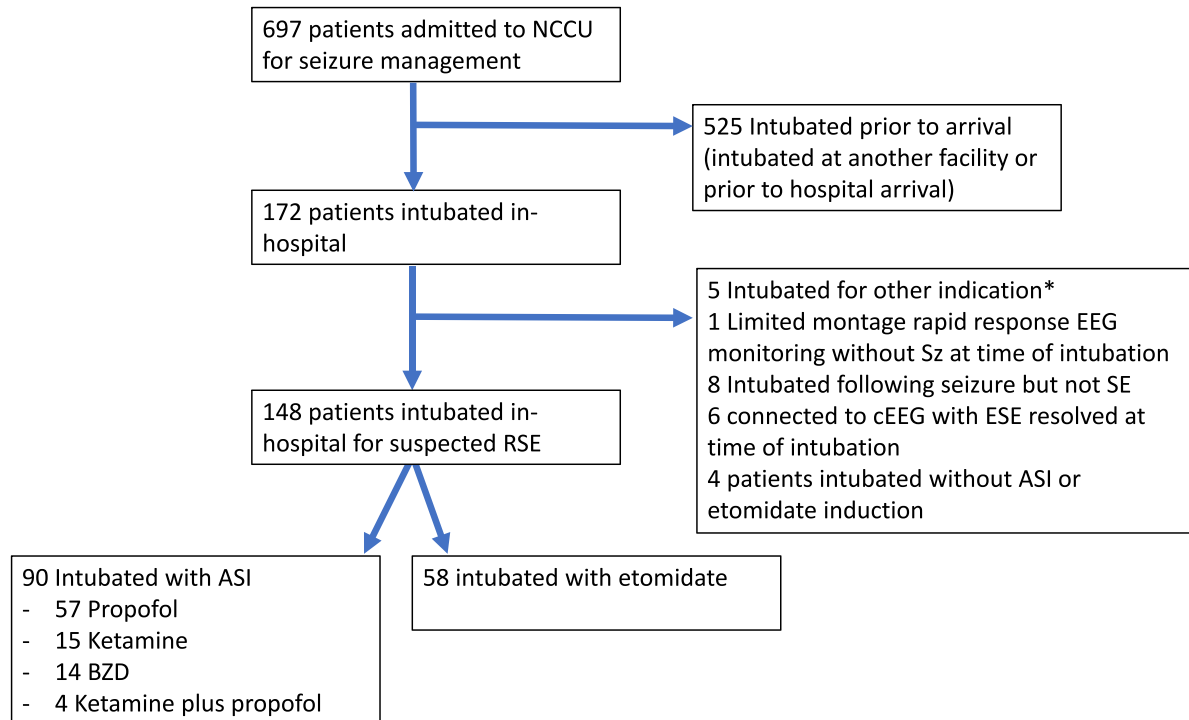 697 patients admitted to NCCU
for seizure management
525 Intubated prior to arrival
(intubated at another facility or
prior to hospital arrival)
172 patients intubated in-
hospital
5 Intubated for other indication*
1 Limited montage rapid response EEG
monitoring without Sz at time of intubation
8 Intubated following seizure but not SE
6 connected to cEEG with ESE resolved at
time of intubation
4 patients intubated without ASI or
etomidate induction
148 patients intubated in-
hospital for suspected RSE
90 Intubated with ASI
- 57 Propofol
- 15 Ketamine
- 14 BZD
- 4 Ketamine plus propofol
58 intubated with etomidate